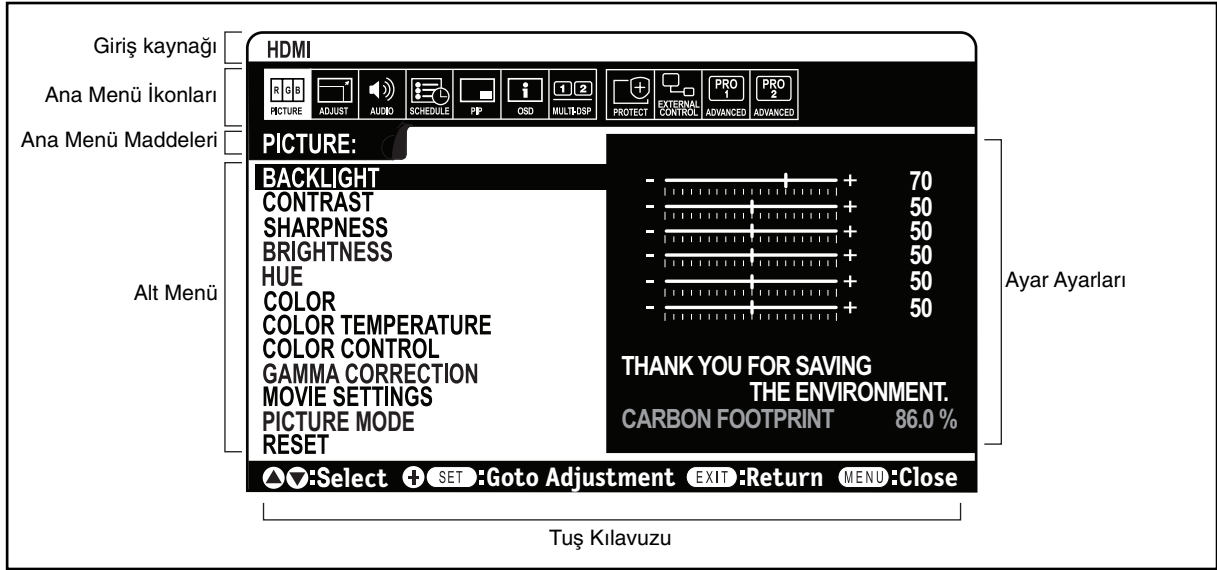 Giriş kaynağı
HDMI
Ana Menü İkonları
RGB PICTURE ADJUST AUDIO SCHEDULE PIP OSD 1 2 MULTI-DSP PROTECT EXTERNAL CONTROL PRO 1 ADVANCED PRO 2 ADVANCED
Ana Menü Maddeleri
PICTURE:
Alt Menü
BACKLIGHT - + 70
CONTRAST - + 50
SHARPNESS - + 50
BRIGHTNESS - + 50
HUE - + 50
COLOR - + 50
COLOR TEMPERATURE
COLOR CONTROL
GAMMA CORRECTION
MOVIE SETTINGS
PICTURE MODE
RESET
THANK YOU FOR SAVING
THE ENVIRONMENT.
CARBON FOOTPRINT 86.0 %
Ayar Ayarları
:Select SET:Goto Adjustment EXIT:Return MENU:Close
Tuş Kılavuzu